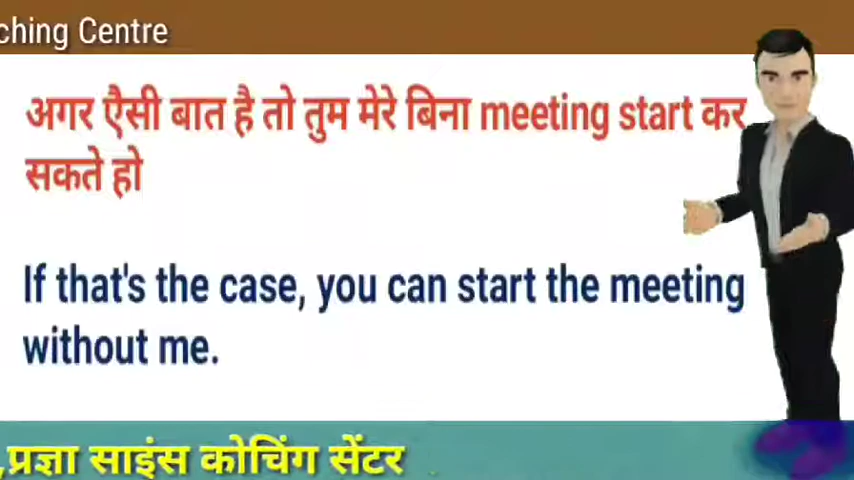 ching Centre
अगर ऐैसी बात है तो तुम मेरे बिना meeting start कर
सकते हो
If that's the case, you can start the meeting
without me.
,प्रज्ञा साइंस कोचिंग सेंटर